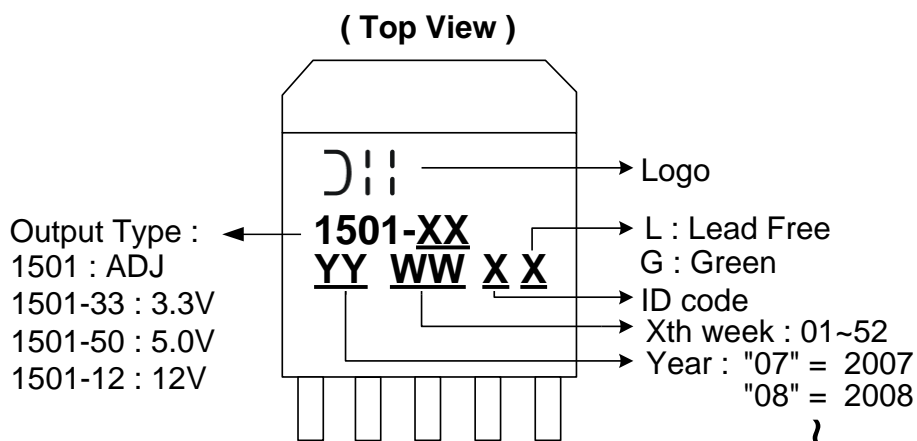 ( Top View )
Logo
1501-XX
YY WW X X
Output Type :
1501 : ADJ
1501-33 : 3.3V
1501-50 : 5.0V
1501-12 : 12V
L : Lead Free
G : Green
ID code
Xth week : 01~52
Year : "07" = 2007
"08" = 2008
~